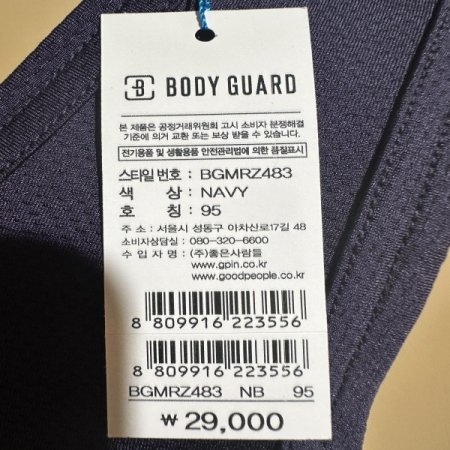 B BODY GUARD
본 제품은 공정거래위원회 고시 소비자 분쟁해결
기준에 의거 교환 또는 보상 받을 수 있습니다.
전기용품 및 생활용품 안전관리법에 의한 품질표시
스타일 번호 : BGMRZ483
색 상 : NAVY
호 칭 : 95
주 소 : 서울시 성동구 아차산로17길 48
소비자상담실 : 080-320-6600
수 입 자 명 : (주)좋은사람들
www.gpin.co.kr
www.goodpeople.co.kr
8 809916 223556
8 809916 223556
BGMRZ483 NB 95
₩ 29,000